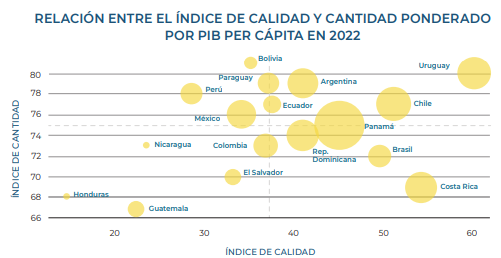 RELACIÓN ENTRE EL ÍNDICE DE CALIDAD Y CANTIDAD PONDERADO
POR PIB PER CÁPITA EN 2022
Bolivia
Uruguay
80
Paraguay
Argentina
Perú
78
Ecuador
Chile
76
México
Panamá
74
Nicaragua
Colombia
Rep.
Dominicana
Brasil
72
El Salvador
70
Costa Rica
68
Honduras
Guatemala
66
ÍNDICE DE CANTIDAD
20
30
40
50
60
ÍNDICE DE CALIDAD